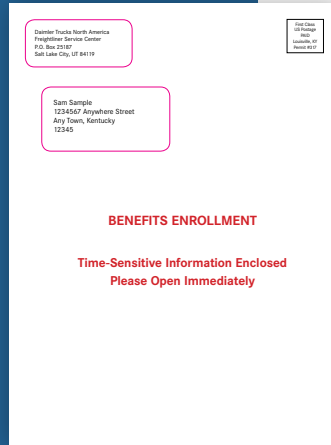 Daimler Trucks North America
Freightliner Service Center
P.O. Box 25187
Salt Lake City, UT 84119
First Class
US Postage
PAID
Louisville, KY
Permit #317
Sam Sample
1234567 Anywhere Street
Any Town, Kentucky
12345
BENEFITS ENROLLMENT
Time-Sensitive Information Enclosed
Please Open Immediately